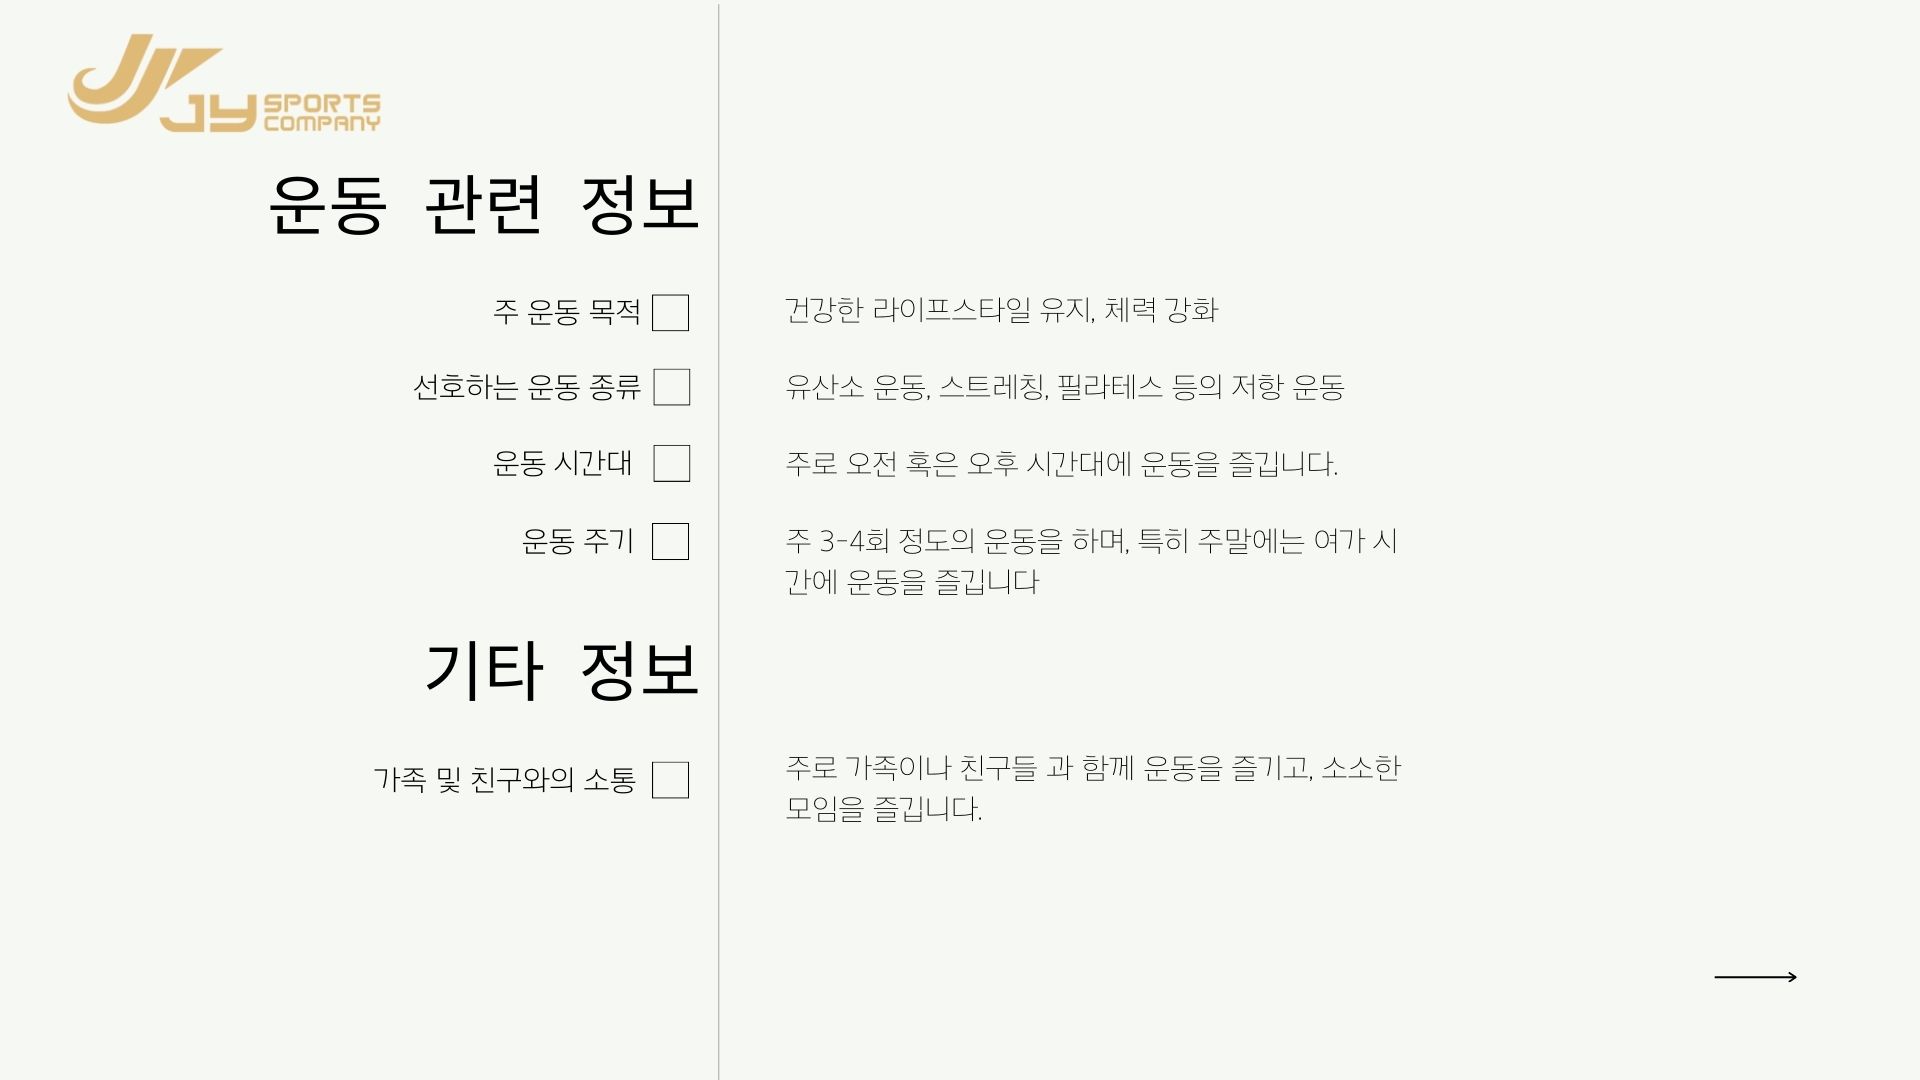 JY SPORTS
COMPANY
운동 관련 정보
주 운동 목적
건강한 라이프스타일 유지, 체력 강화
선호하는 운동 종류
유산소 운동, 스트레칭, 필라테스 등의 저항 운동
운동 시간대
주로 오전 혹은 오후 시간대에 운동을 즐깁니다.
운동 주기
주 3-4회 정도의 운동을 하며, 특히 주말에는 여가 시
간에 운동을 즐깁니다
기타 정보
가족 및 친구와의 소통
주로 가족이나 친구들 과 함께 운동을 즐기고, 소소한
모임을 즐깁니다.